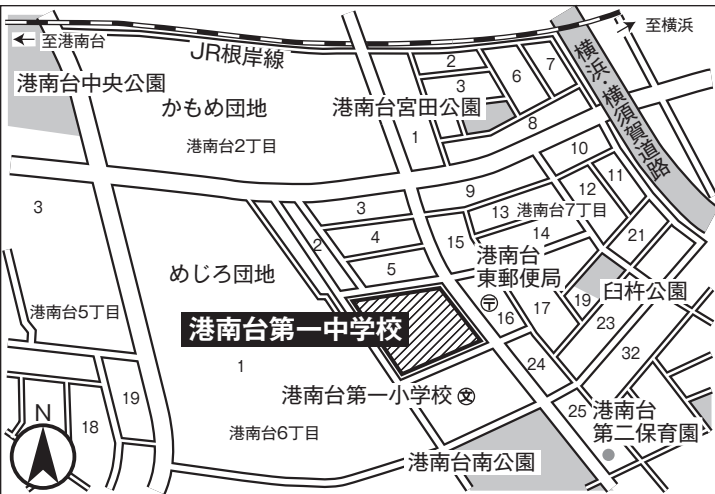 至港南台
JR根岸線
至横浜
港南台中央公園
かもめ団地
港南台2丁目
港南台宮田公園
横浜・横須賀道路
2
3
6
7
8
1
10
3
9
11
12
13
港南台7丁目
14
3
2
4
5
15
21
めじろ団地
港南台
東郵便局
〒
16
17
19
臼杵公園
23
港南台5丁目
港南台第一中学校
1
24
32
19
18
港南台第一小学校
文
25
港南台
第二保育園
港南台6丁目
港南台南公園
N